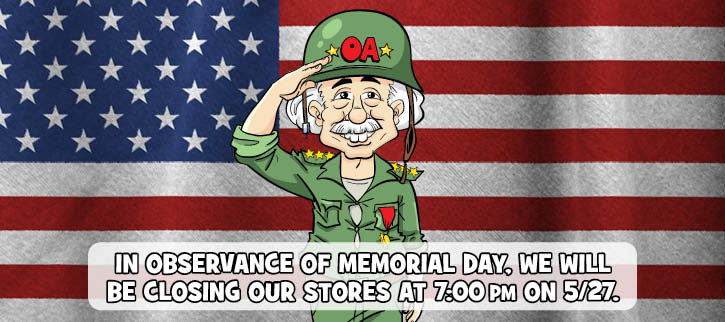 OA
IN OBSERVANCE OF MEMORIAL DAY, WE WILL
BE CLOSING OUR STORES AT 7:00 PM ON 5/27.